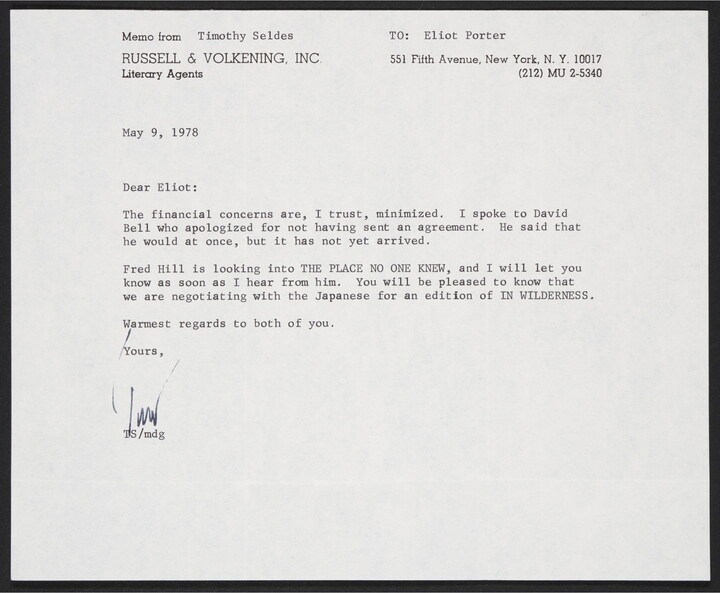 Memo from Timothy Seldes TO: Eliot Porter
RUSSELL & VOLKENING, INC. 551 Fifth Avenue, New York, N. Y. 10017
Literary Agents (212) MU 2-5340
May 9, 1978
Dear Eliot:
The financial concerns are, I trust, minimized. I spoke to David
Bell who apologized for not having sent an agreement. He said that
he would at once, but it has not yet arrived.
Fred Hill is looking into THE PLACE NO ONE KNEW, and I will let you
know as soon as I hear from him. You will be pleased to know that
we are negotiating with the Japanese for an edition of IN WILDERNESS.
Warmest regards to both of you.
Yours,
TS/mdg